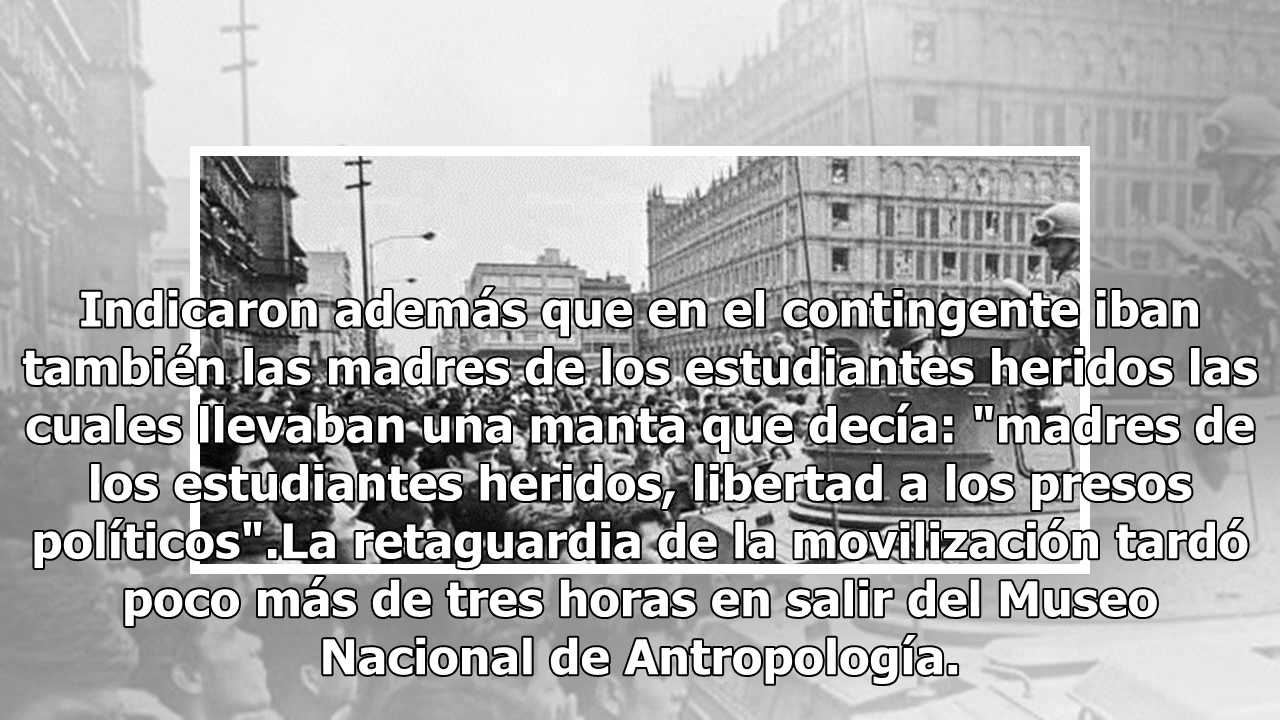 Indicaron además que en el contingente iban
también las madres de los estudiantes heridos las
cuales llevaban una manta que decía: "madres de
los estudiantes heridos, libertad a los presos
políticos".La retaguardia de la movilización tardó
poco más de tres horas en salir del Museo
Nacional de Antropología.